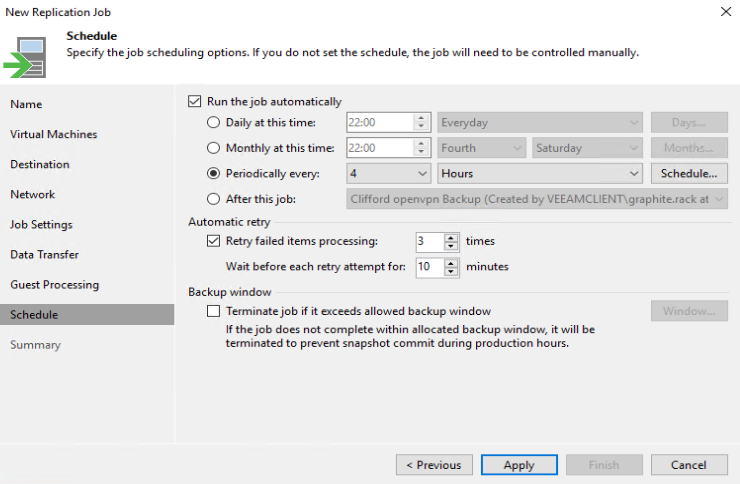 New Replication Job
Schedule
Specify the job scheduling options. If you do not set the schedule, the job will need to be controlled manually.
Name
Virtual Machines
Destination
Network
Job Settings
Data Transfer
Guest Processing
Schedule
Summary
Run the job automatically
Daily at this time: 22:00 Everyday Days...
Monthly at this time: 22:00 Fourth Saturday Months...
Periodically every: 4 Hours Schedule...
After this job: Clifford openvpn Backup (Created by VEEAMCLIENT\graphite.rack at
Automatic retry
Retry failed items processing: 3 times
Wait before each retry attempt for: 10 minutes
Backup window
Terminate job if it exceeds allowed backup window Window...
If the job does not complete within allocated backup window, it will be
terminated to prevent snapshot commit during production hours.
< Previous Apply Finish Cancel